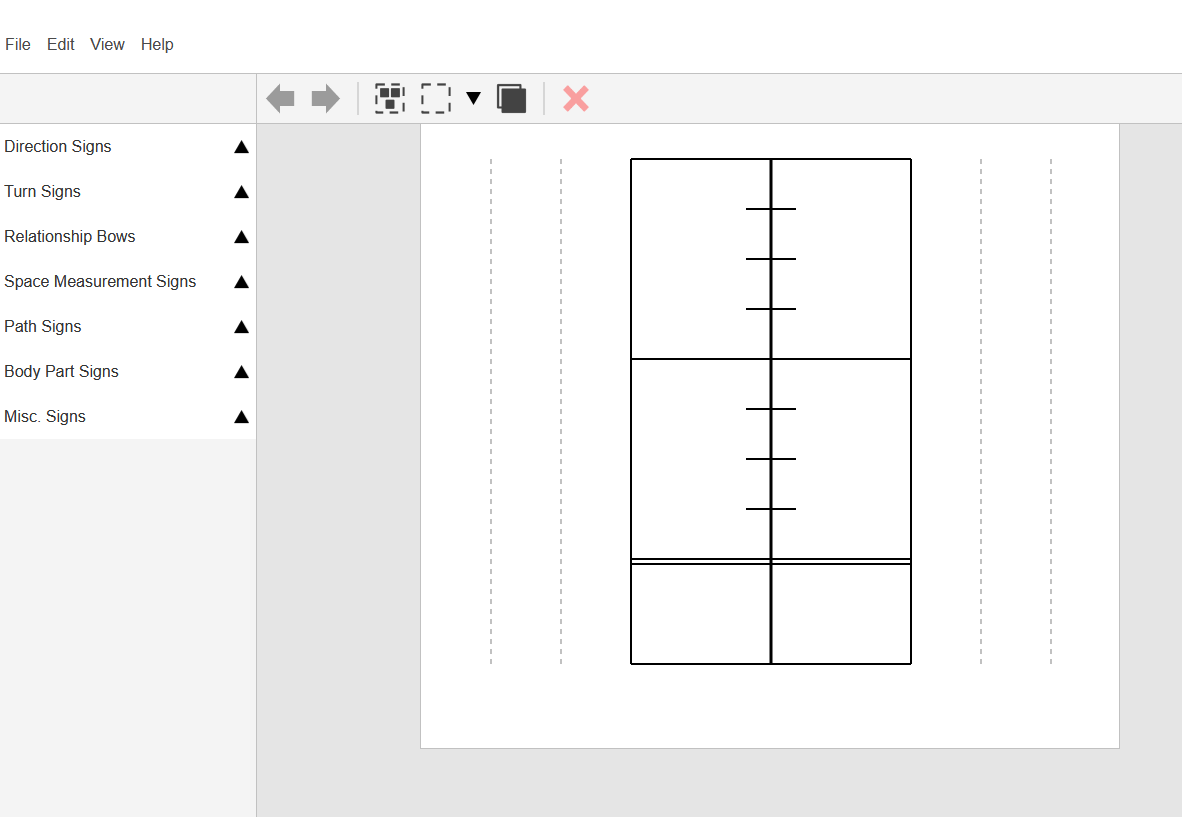 File Edit View Help
Direction Signs
Turn Signs
Relationship Bows
Space Measurement Signs
Path Signs
Body Part Signs
Misc. Signs